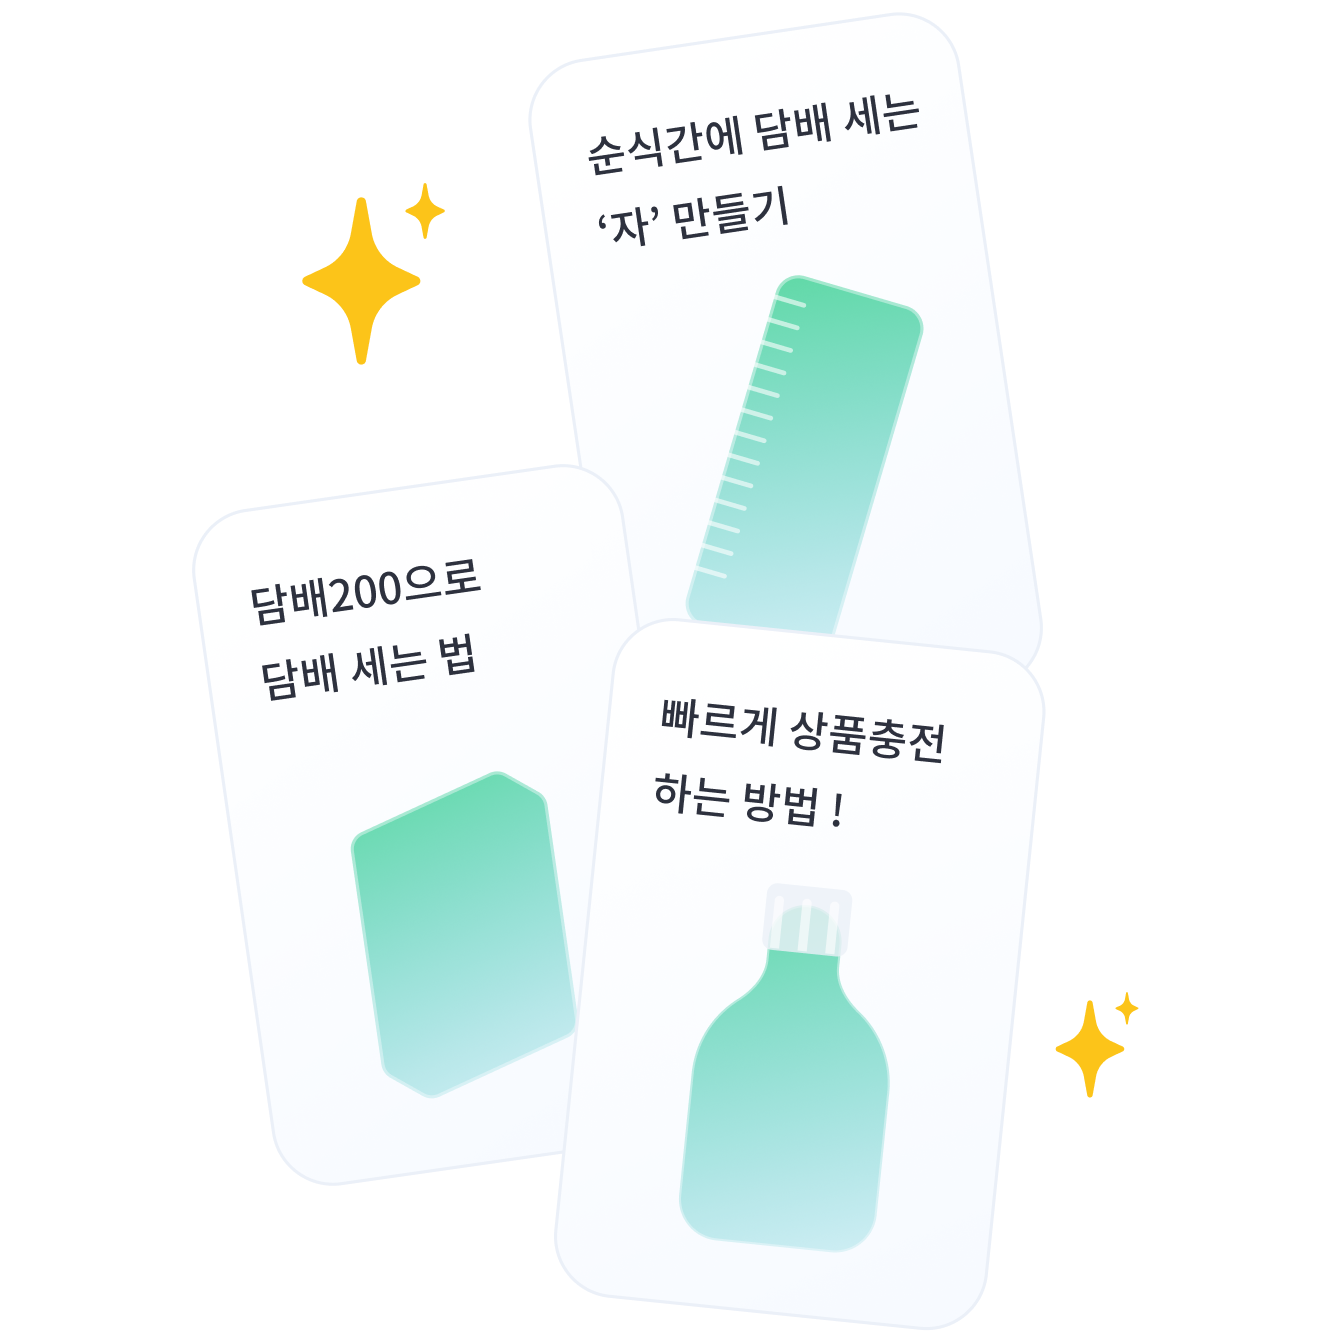 순식간에 담배 세는
‘자’ 만들기
담배200으로
담배 세는 법
빠르게 상품충전
하는 방법 !